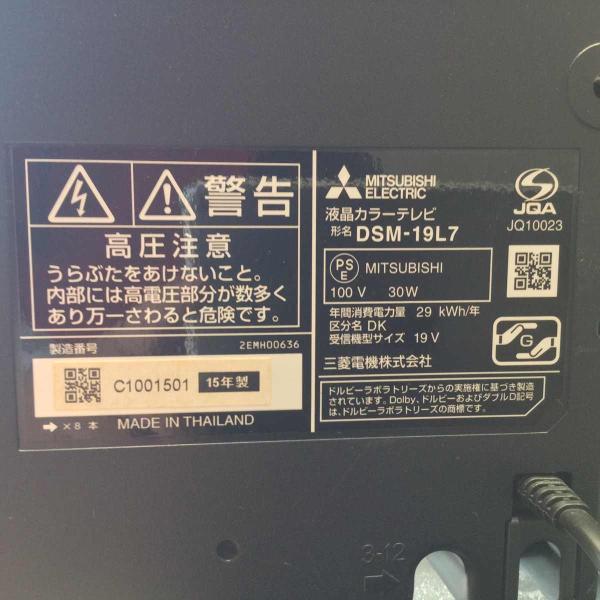 警告
高圧注意
うらぶたをあけないこと。
内部には高電圧部分が数多く
あり万一さわると危険です。
製造番号 2EMH00636
C1001501 15年製
× 8 本 MADE IN THAILAND
MITSUBISHI
ELECTRIC
液晶カラーテレビ
形名 DSM-19L7
JQA
JQ10023
PS
E
MITSUBISHI
100 V 30 W
年間消費電力量 29 kWh/年
区分名 DK
受信機型サイズ 19 V
三菱電機株式会社
G
ドルビーラボラトリーズからの実施権に基づき製造
されています。Dolby、ドルビーおよびダブルD記号
は、ドルビーラボラトリーズの商標です。
3-12